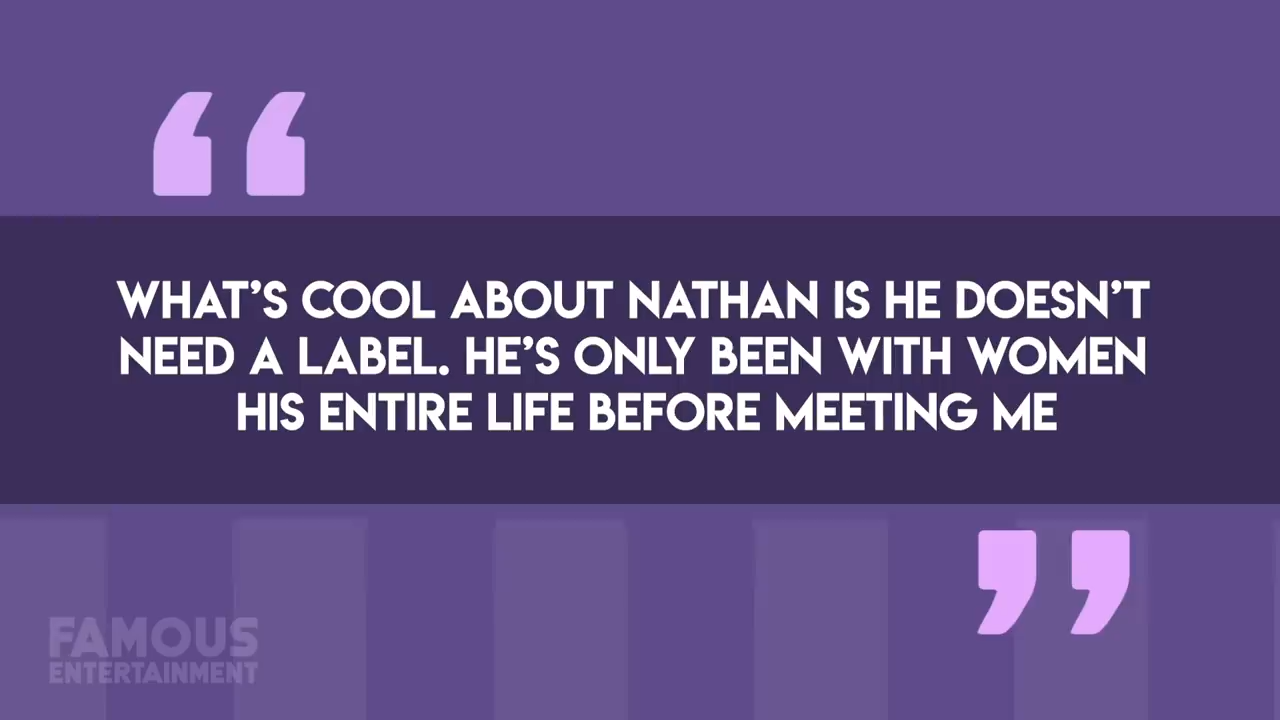 WHAT'S COOL ABOUT NATHAN IS HE DOESN'T
NEED A LABEL. HE'S ONLY BEEN WITH WOMEN
HIS ENTIRE LIFE BEFORE MEETING ME
FAMOUS
ENTERTAINMENT